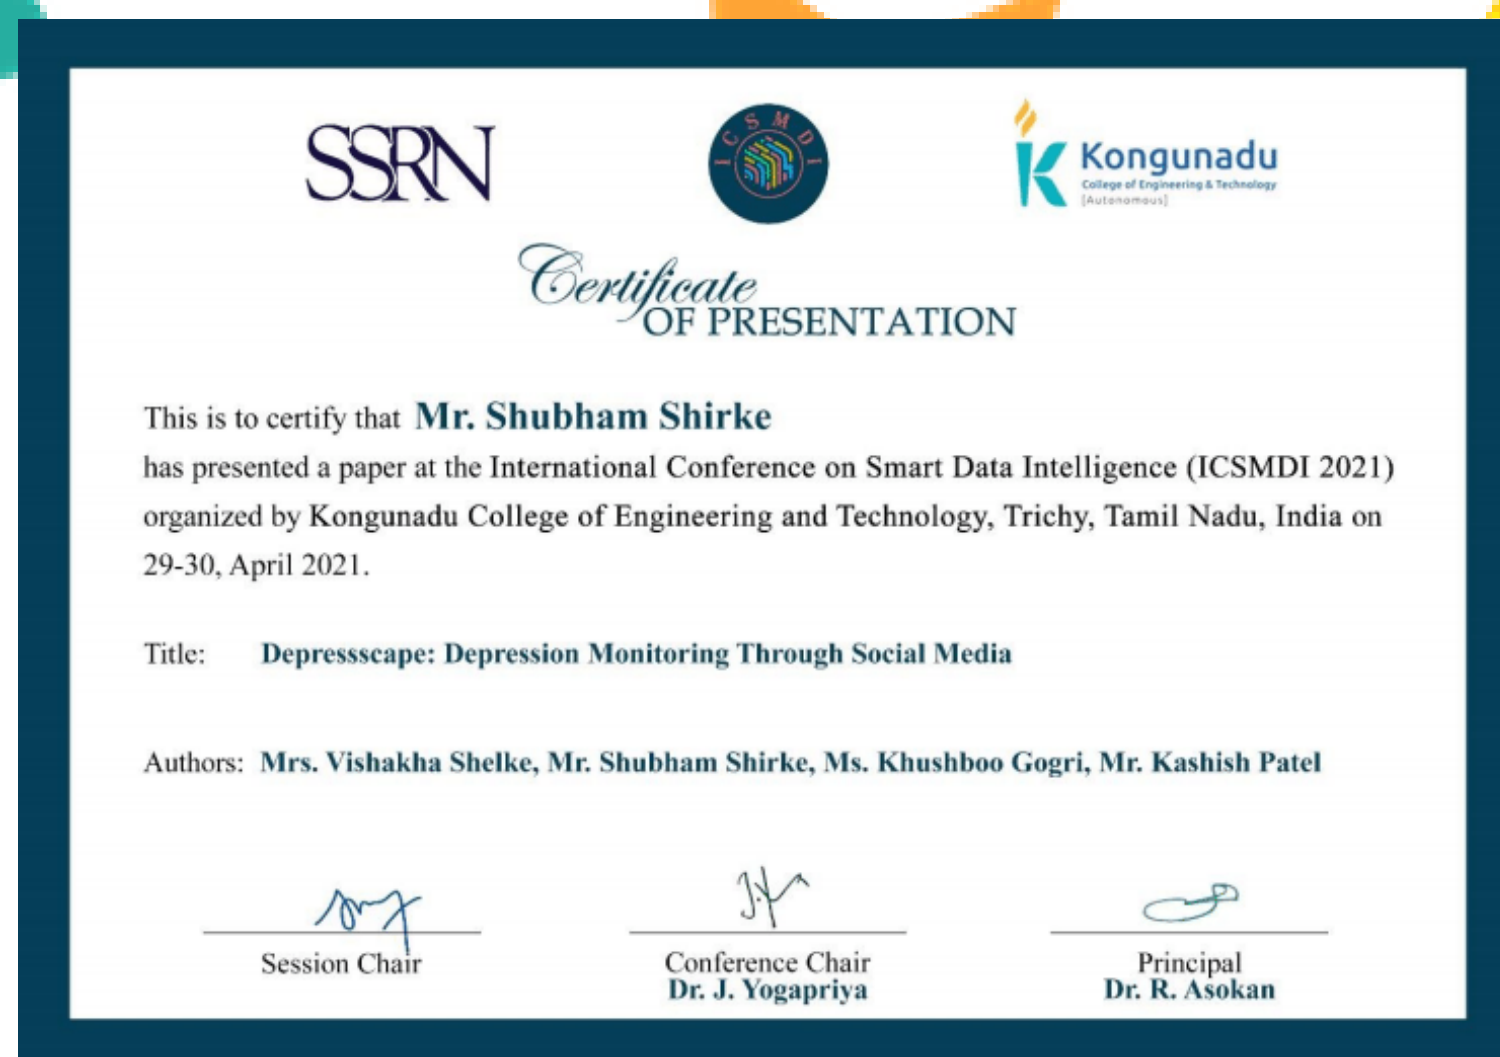 SSRN
ICSMDI
Kongunadu
College of Engineering & Technology
[Autonomous]
Certificate
OF PRESENTATION
This is to certify that Mr. Shubham Shirke
has presented a paper at the International Conference on Smart Data Intelligence (ICSMDI 2021)
organized by Kongunadu College of Engineering and Technology, Trichy, Tamil Nadu, India on
29-30, April 2021.
Title: Depressscape: Depression Monitoring Through Social Media
Authors: Mrs. Vishakha Shelke, Mr. Shubham Shirke, Ms. Khushboo Gogri, Mr. Kashish Patel
Session Chair
Conference Chair
Dr. J. Yogapriya
Principal
Dr. R. Asokan